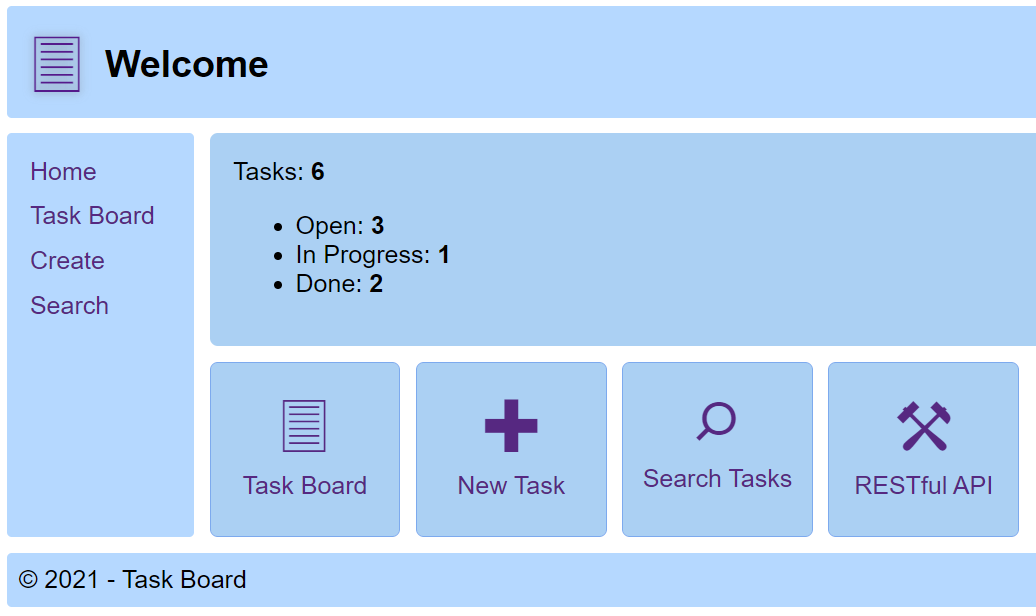 Welcome
Home
Task Board
Create
Search
Tasks: 6
Open: 3
In Progress: 1
Done: 2
Task Board
New Task
Search Tasks
RESTful API
© 2021 - Task Board